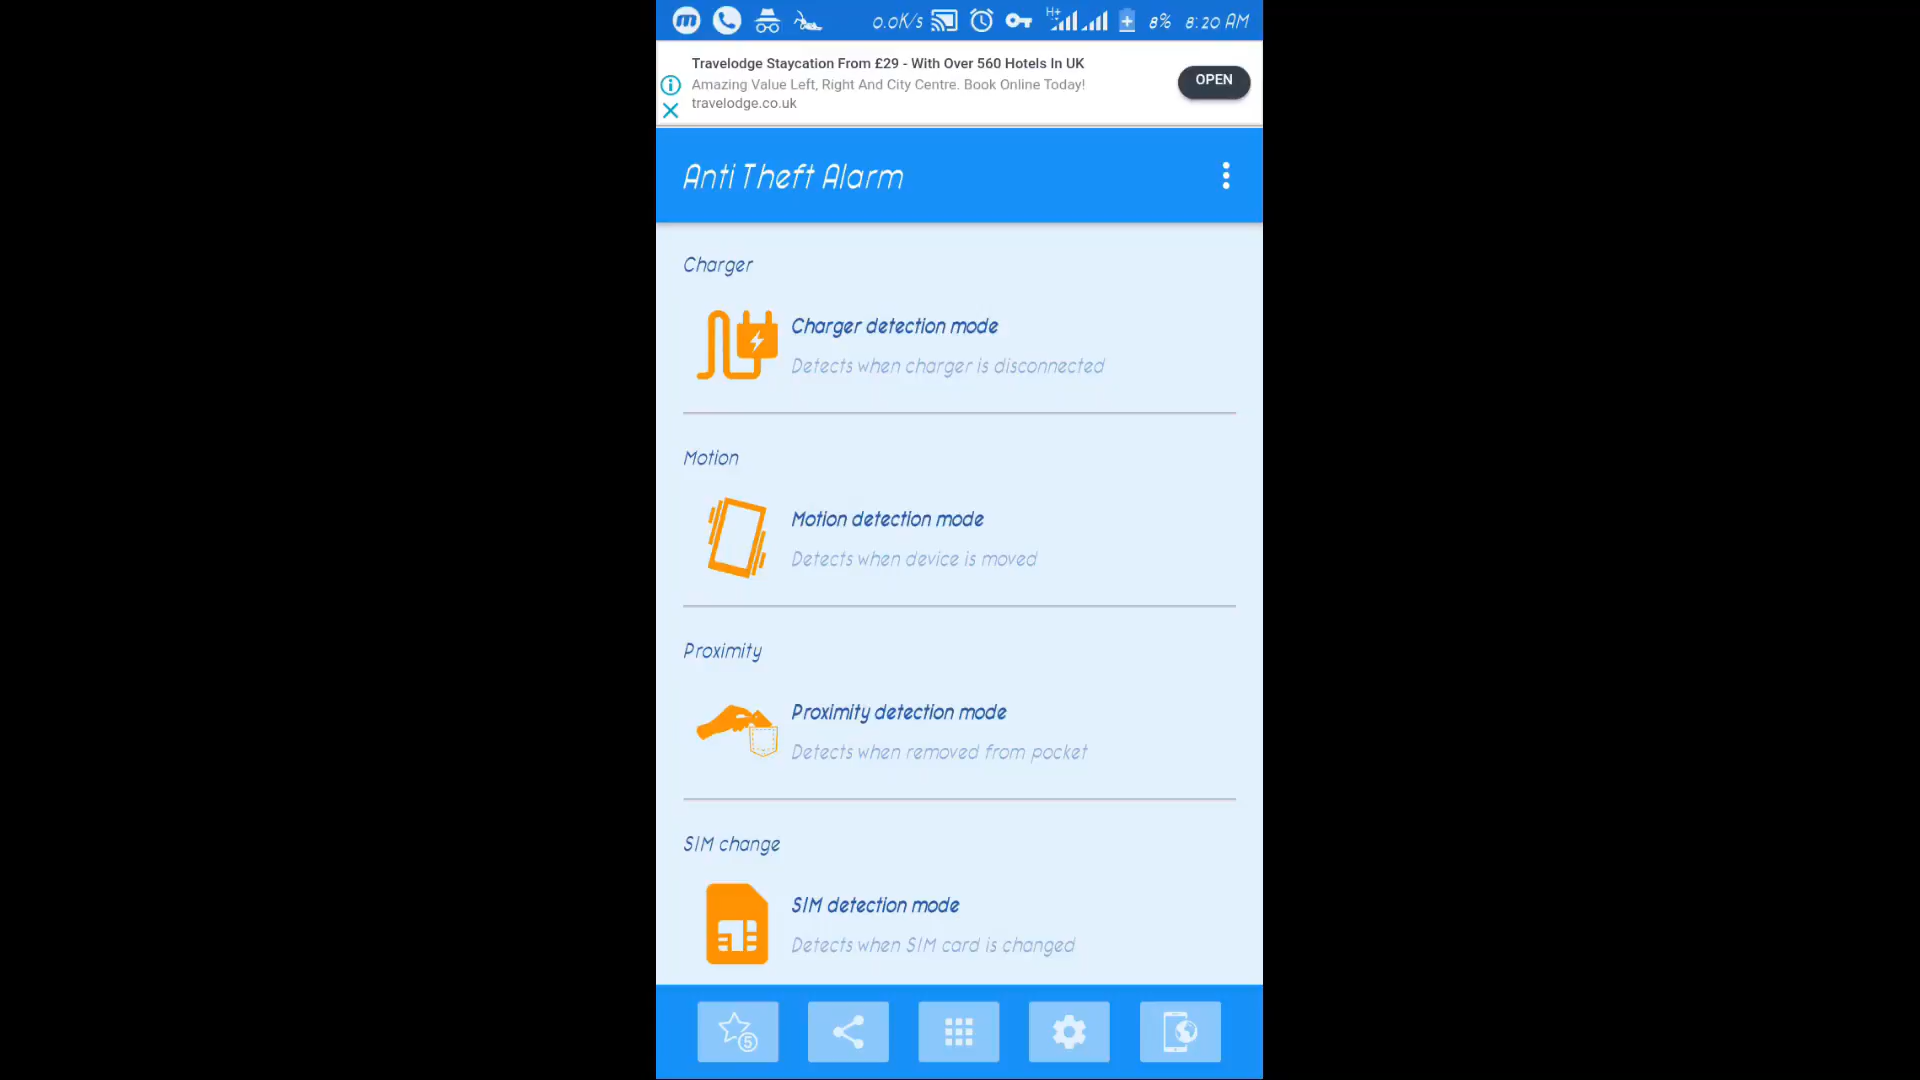 0.0K/s H+ 8% 8:20 AM
Travelodge Staycation From £29 - With Over 560 Hotels In UK
Amazing Value Left, Right And City Centre. Book Online Today!
travelodge.co.uk
OPEN
Anti Theft Alarm
Charger
Charger detection mode
Detects when charger is disconnected
Motion
Motion detection mode
Detects when device is moved
Proximity
Proximity detection mode
Detects when removed from pocket
SIM change
SIM detection mode
Detects when SIM card is changed
5